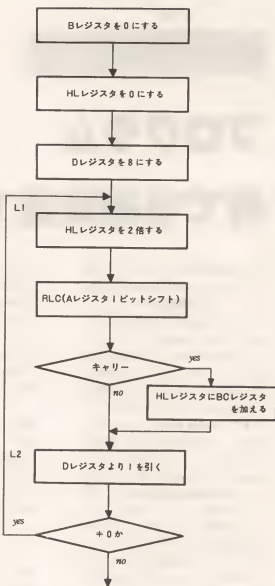 Bレジスタを0にする
HLレジスタを0にする
Dレジスタを8にする
L1
HLレジスタを2倍する
RLC(Aレジスタ1ビットシフト)
キャリー
yes
no
HLレジスタにBCレジスタ
を加える
L2
Dレジスタより1を引く
yes
≠0か
no